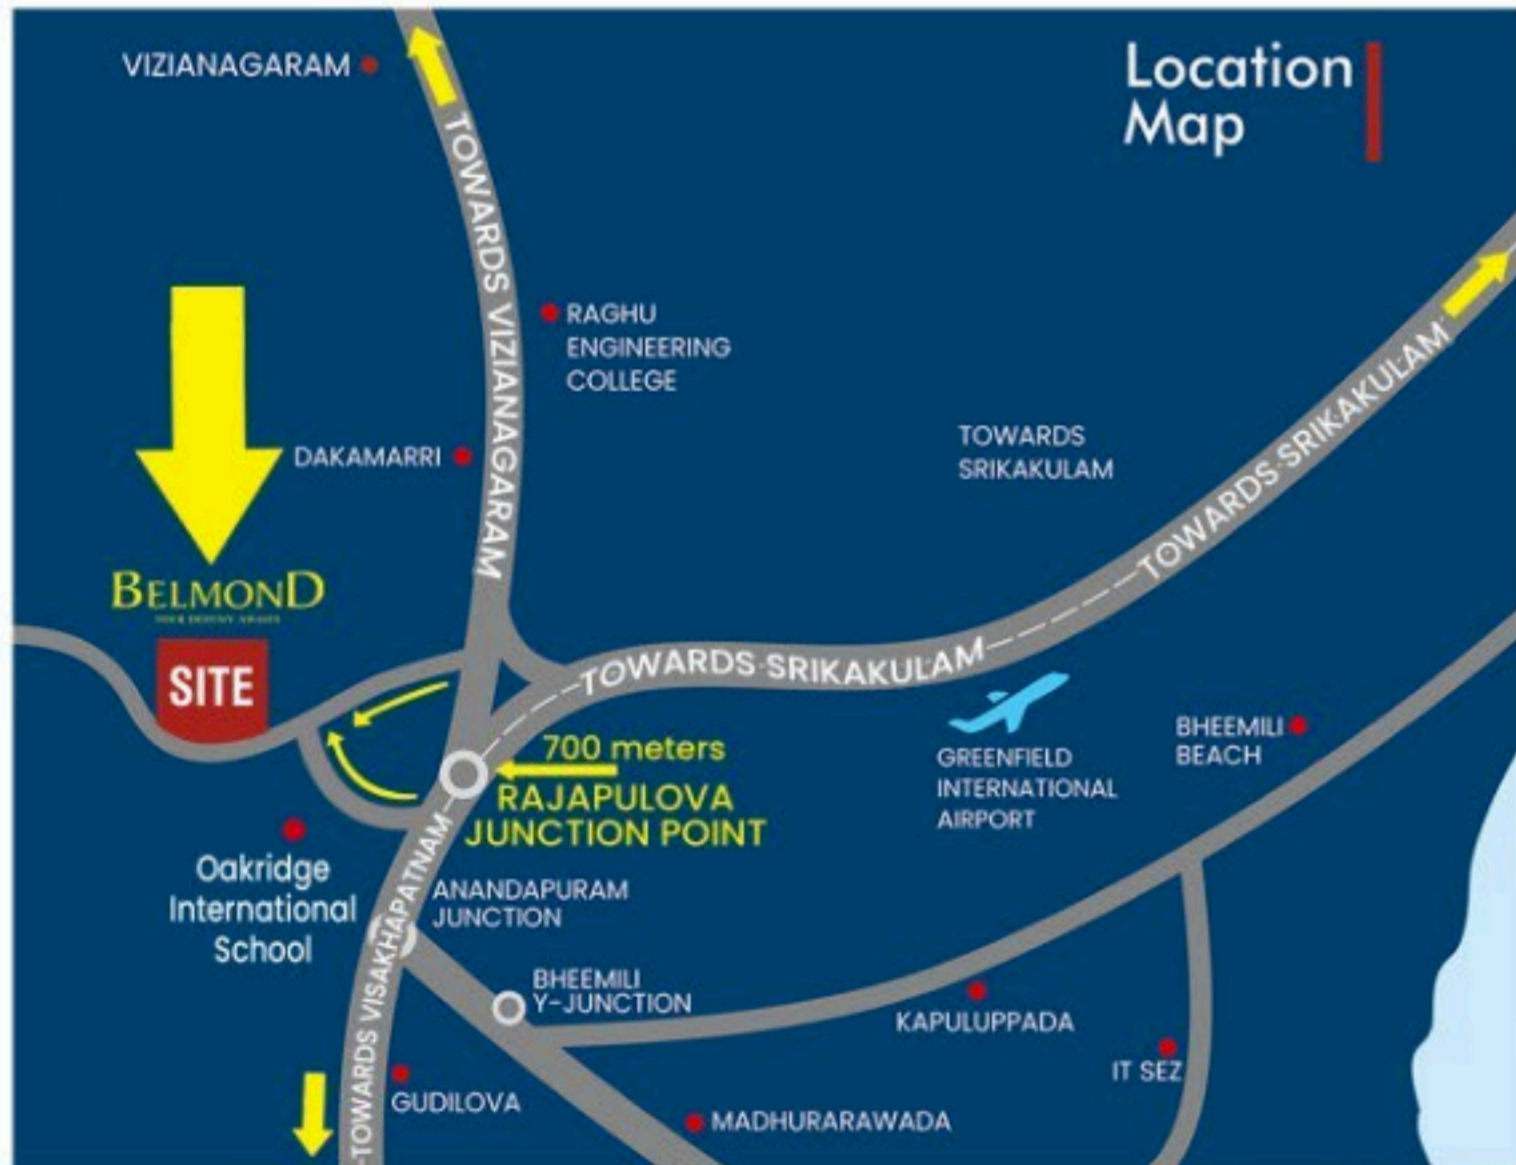 Location
Map
VIZIANAGARAM
TOWARDS VIZIANAGARAM
RAGHU
ENGINEERING
COLLEGE
DAKAMARRI
TOWARDS
SRIKAKULAM
TOWARDS SRIKAKULAM
BELMOND
SITE
TOWARDS SRIKAKULAM
700 meters
RAJAPULOVA
JUNCTION POINT
GREENFIELD
INTERNATIONAL
AIRPORT
BHEEMILI
BEACH
Oakridge
International
School
ANANDAPURAM
JUNCTION
TOWARDS VISAKHAPATNAM
BHEEMILI
Y-JUNCTION
KAPULUPPADA
IT SEZ
GUDILOVA
MADHURARAWADA